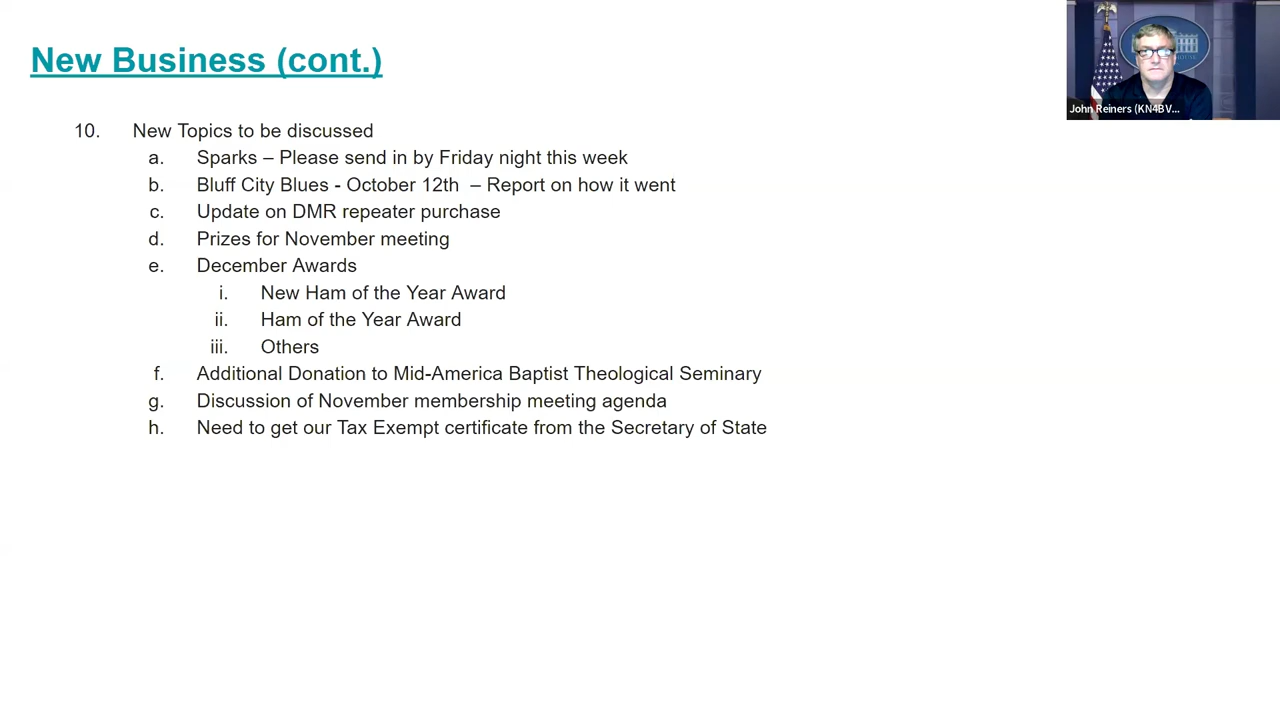 New Business (cont.)
John Reiners (KN4BV...
10. New Topics to be discussed
a. Sparks – Please send in by Friday night this week
b. Bluff City Blues - October 12th – Report on how it went
c. Update on DMR repeater purchase
d. Prizes for November meeting
e. December Awards
i. New Ham of the Year Award
ii. Ham of the Year Award
iii. Others
f. Additional Donation to Mid-America Baptist Theological Seminary
g. Discussion of November membership meeting agenda
h. Need to get our Tax Exempt certificate from the Secretary of State